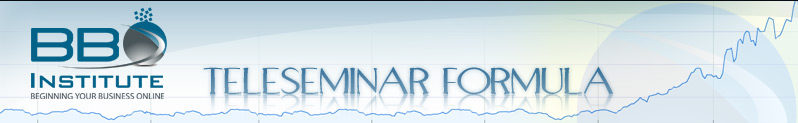 BBO
INSTITUTE
BEGINNING YOUR BUSINESS ONLINE
TELESEMINAR FORMULA